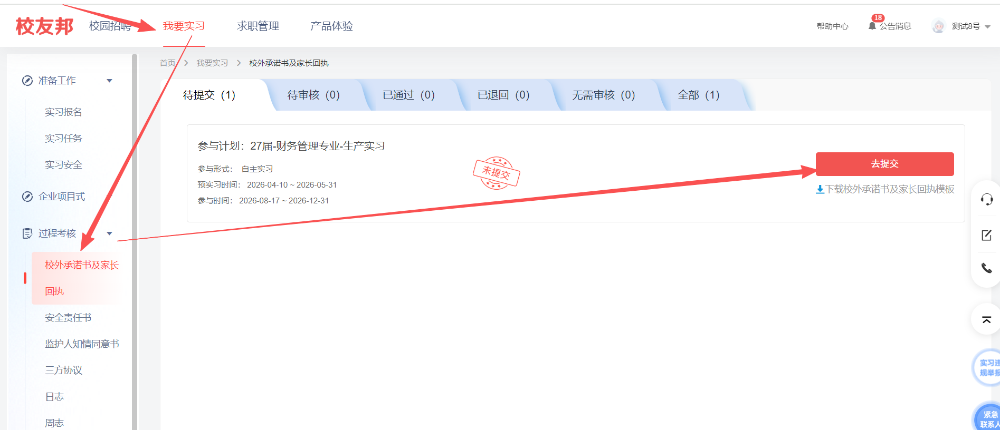 校友邦
校园招聘
我要实习
求职管理
产品体验
帮助中心
18
公告消息
测试8号
首页 > 我要实习 > 校外承诺书及家长回执
准备工作
实习报名
实习任务
实习安全
企业项目式
过程考核
校外承诺书及家长
回执
安全责任书
监护人知情同意书
三方协议
日志
周志
待提交（1）
待审核（0）
已通过（0）
已退回（0）
无需审核（0）
全部（1）
参与计划：27届-财务管理专业-生产实习
参与形式： 自主实习
预实习时间： 2026-04-10 ~ 2026-05-31
参与时间： 2026-08-17 ~ 2026-12-31
未提交
去提交
下载校外承诺书及家长回执模板
实习违
规举报
紧急
联系人